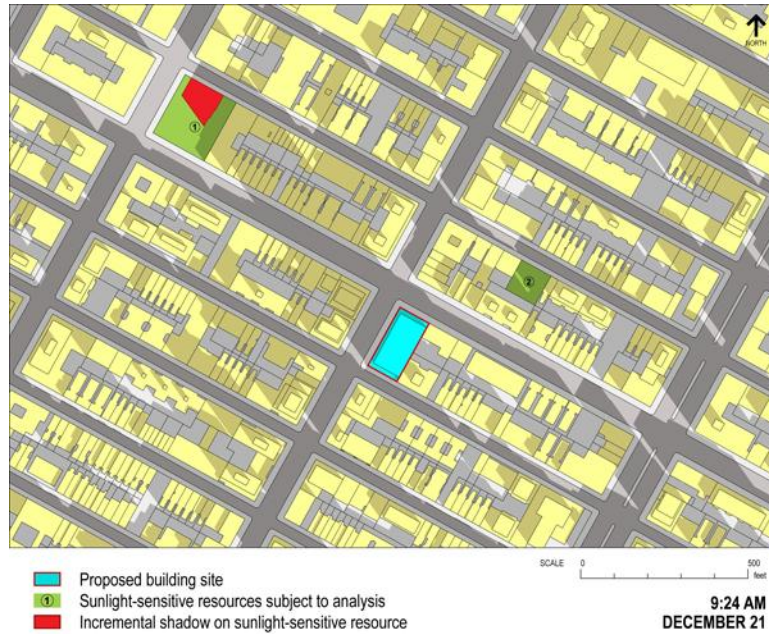 NORTH
①
②
Proposed building site
① Sunlight-sensitive resources subject to analysis
Incremental shadow on sunlight-sensitive resource
SCALE 0 500
feet
9:24 AM
DECEMBER 21